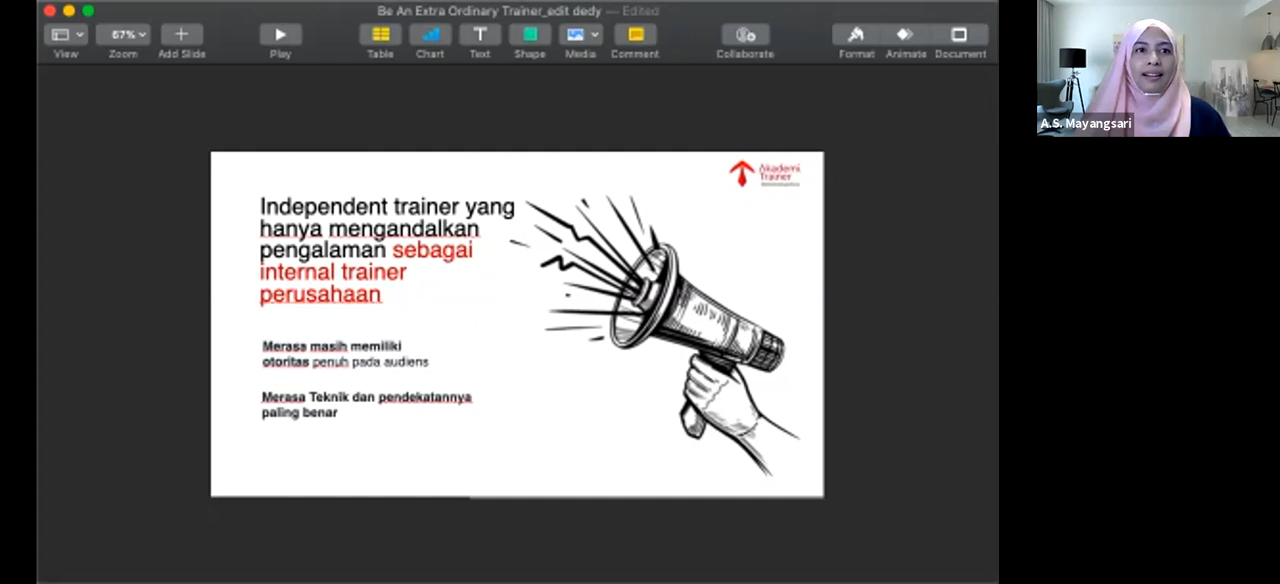 Be An Extra Ordinary Trainer_edit dedy — Edited
67%
View Zoom Add Slide Play Table Chart Text Shape Media Comment Collaborate Format Animate Document
A.S. Mayangsari
Akademi
Trainer
Independent trainer yang
hanya mengandalkan
pengalaman sebagai
internal trainer
perusahaan
Merasa masih memiliki
otoritas penuh pada audiens
Merasa Teknik dan pendekatannya
paling benar